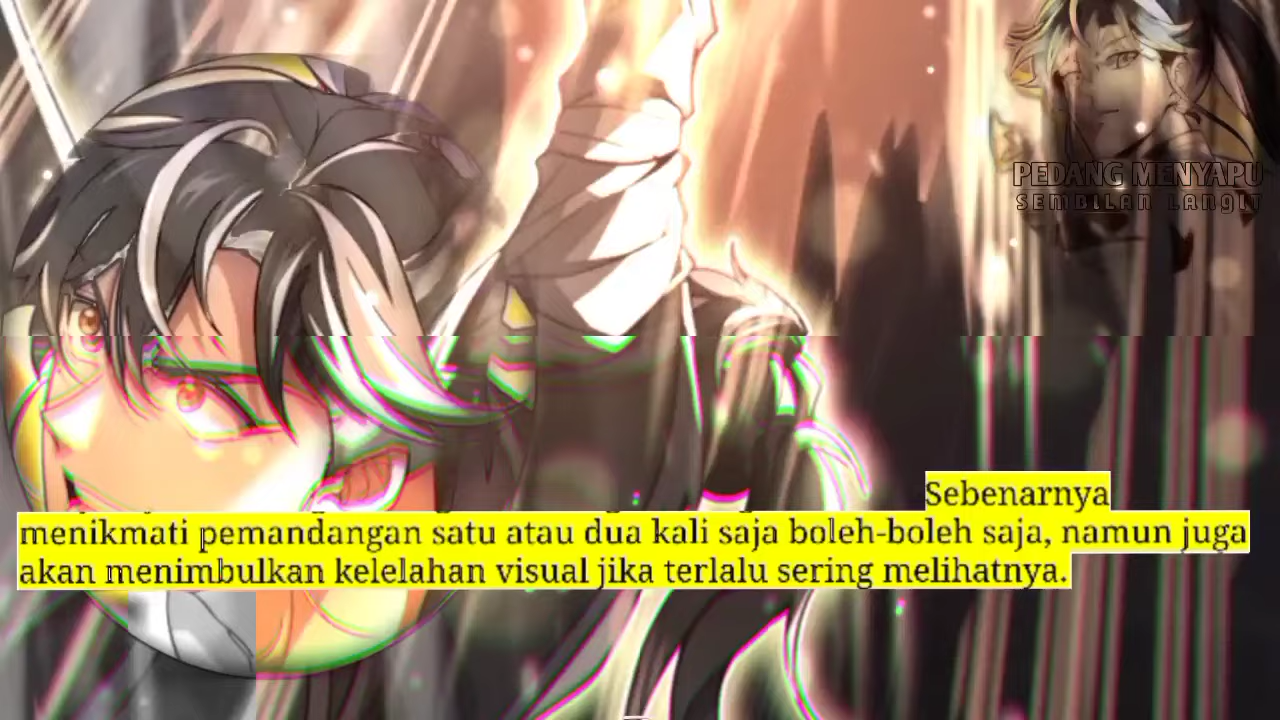 PEDANG MENYAPU
SEMBILAN LANGIT
Sebenarnya
menikmati pemandangan satu atau dua kali saja boleh-boleh saja, namun juga
akan menimbulkan kelelahan visual jika terlalu sering melihatnya.